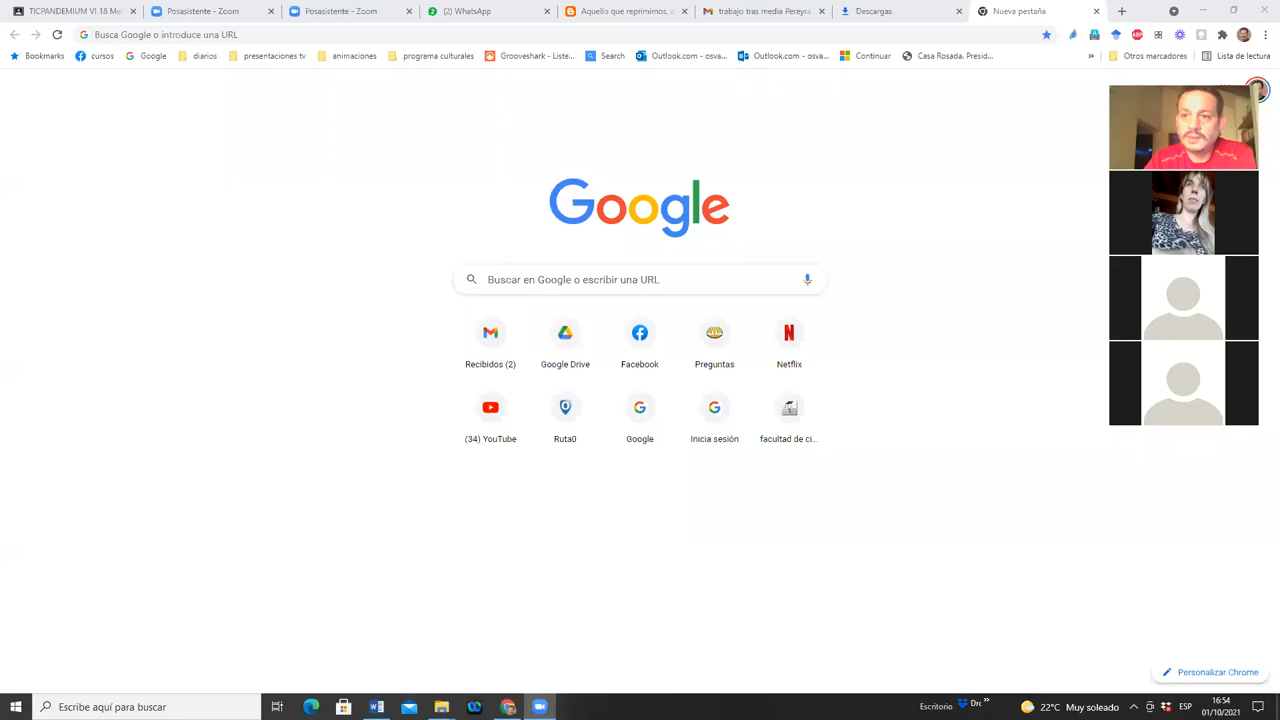 TICPANDEMIUM VI 18 Me
Posasistente - Zoom
Posasistente - Zoom
(2) WhatsApp
Aquello que reprimimos, q
trabajo tras media Pereyra
Descargas
Nueva pestaña
Busca Google o introduce una URL
ABP
Bookmarks
cursos
Google
diarios
presentaciones tv
animaciones
programa culturales
Grooveshark - Liste...
Search
Outlook.com - osva...
Outlook.com - osva...
Continuar
Casa Rosada. Presid...
»
Otros marcadores
Lista de lectura
Google
Buscar en Google o escribir una URL
Recibidos (2)
Google Drive
Facebook
Preguntas
Netflix
(34) YouTube
Ruta0
Google
Inicia sesión
facultad de ci...
Personalizar Chrome
Escribe aquí para buscar
Escritorio
Drc
»
22°C Muy soleado
ESP
16:54
01/10/2021